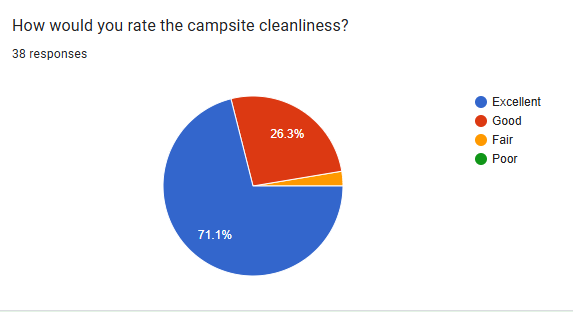 How would you rate the campsite cleanliness?
38 responses
Excellent
Good
Fair
Poor
26.3%
71.1%